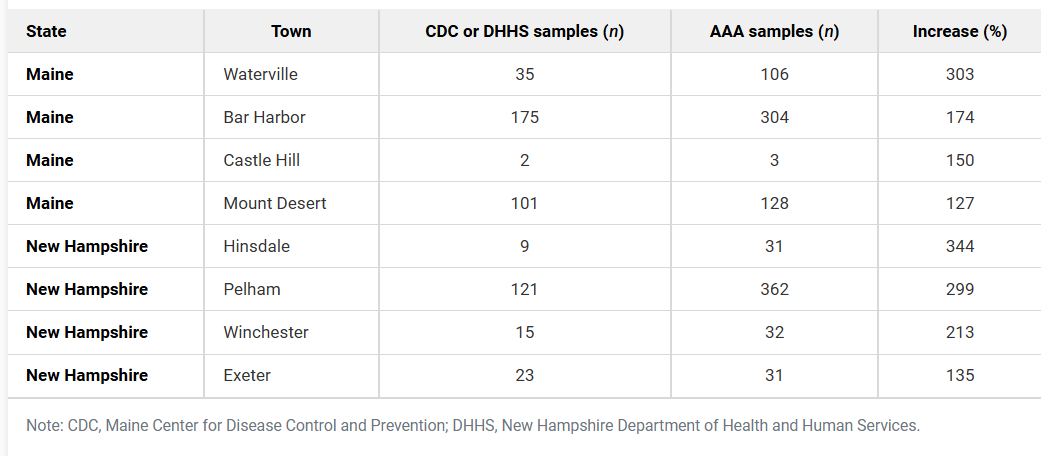 State Town CDC or DHHS samples (n) AAA samples (n) Increase (%)
Maine Waterville 35 106 303
Maine Bar Harbor 175 304 174
Maine Castle Hill 2 3 150
Maine Mount Desert 101 128 127
New Hampshire Hinsdale 9 31 344
New Hampshire Pelham 121 362 299
New Hampshire Winchester 15 32 213
New Hampshire Exeter 23 31 135
Note: CDC, Maine Center for Disease Control and Prevention; DHHS, New Hampshire Department of Health and Human Services.